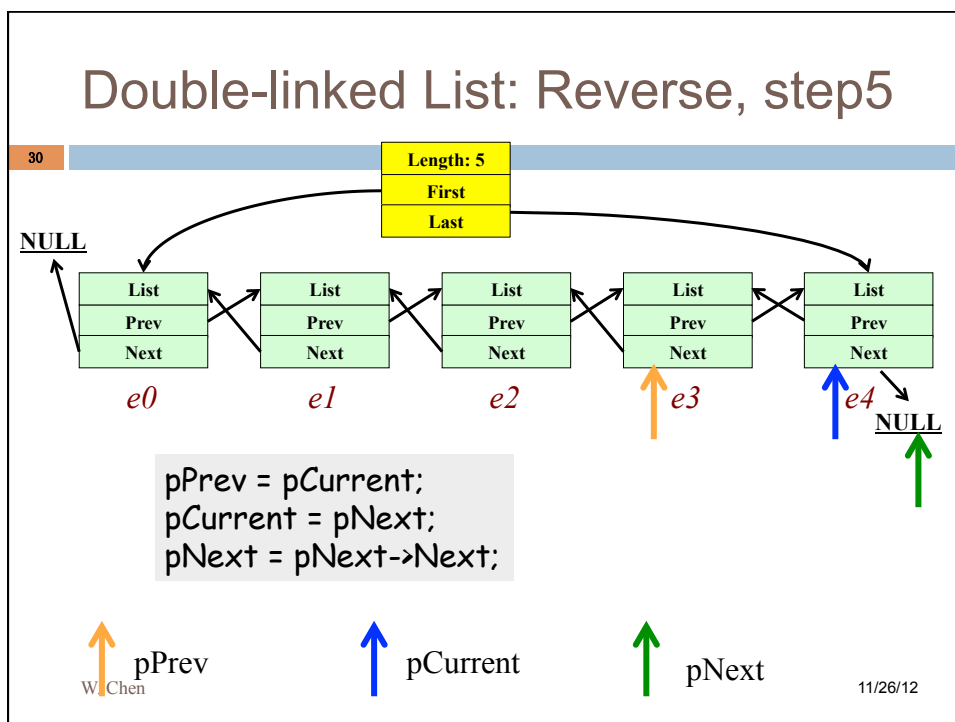 Double-linked List: Reverse, step5
30
Length: 5
First
Last
NULL
List List List List List
Prev Prev Prev Prev Prev
Next Next Next Next Next
e0 e1 e2 e3 e4
NULL
pPrev = pCurrent;
pCurrent = pNext;
pNext = pNext->Next;
pPrev pCurrent pNext
W. Chen 11/26/12